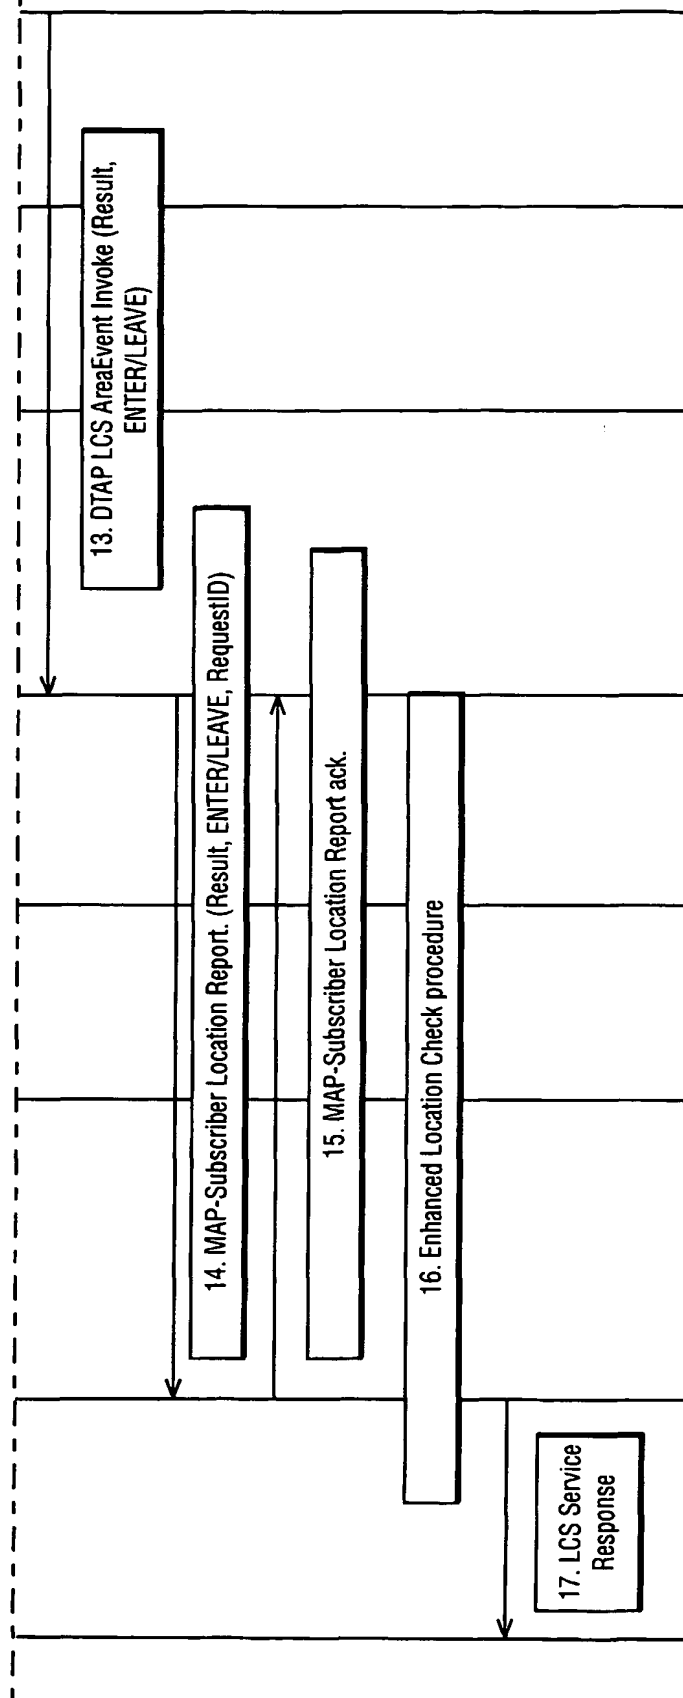 13. DTAP LCS AreaEvent Invoke (Result,
ENTER/LEAVE)
14. MAP-Subscriber Location Report. (Result, ENTER/LEAVE, RequestID)
15. MAP-Subscriber Location Report ack.
16. Enhanced Location Check procedure
17. LCS Service
Response